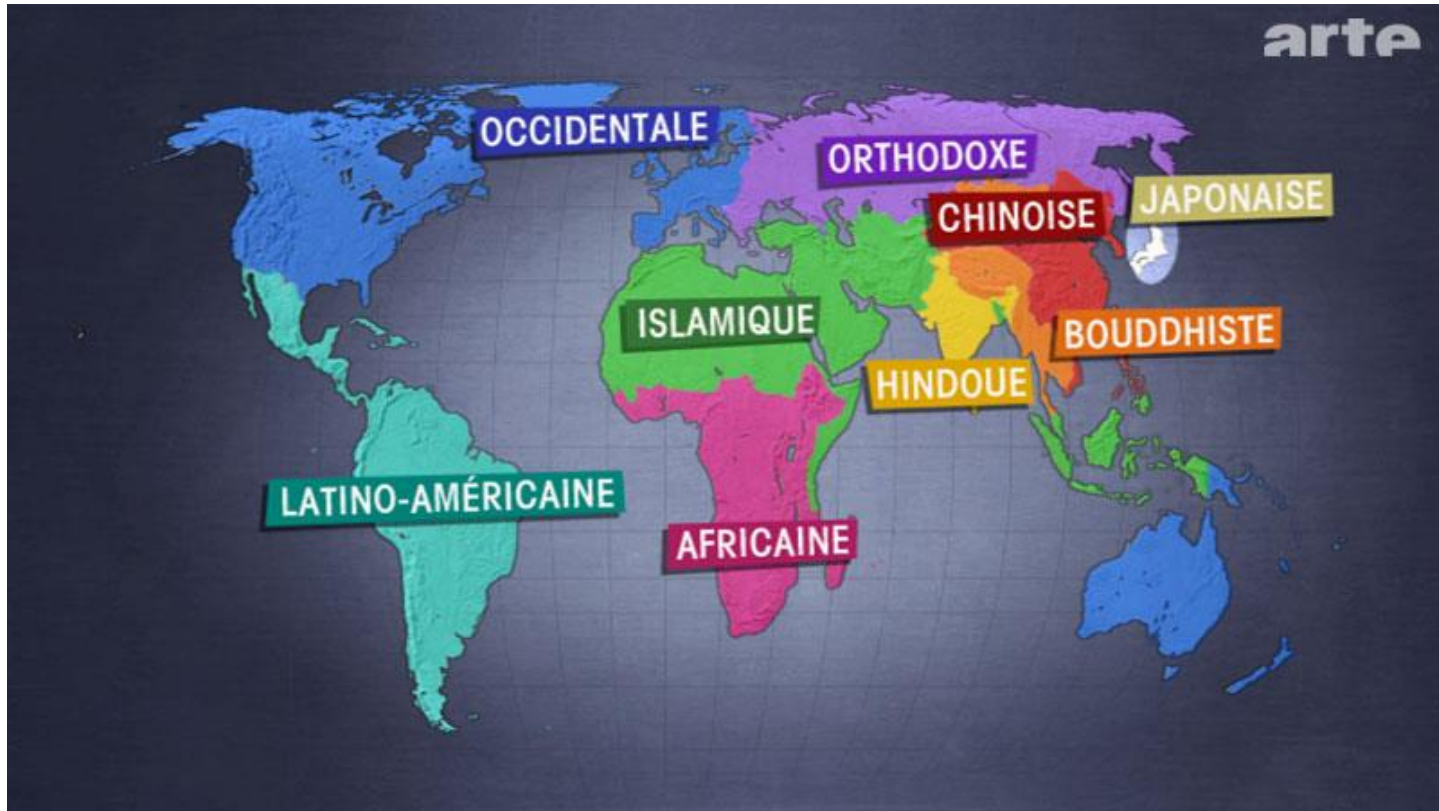 arte
OCCIDENTALE
ORTHODOXE
JAPONAISE
CHINOISE
ISLAMIQUE
BOUDDHISTE
HINDOUE
LATINO-AMÉRICAINE
AFRICAINE